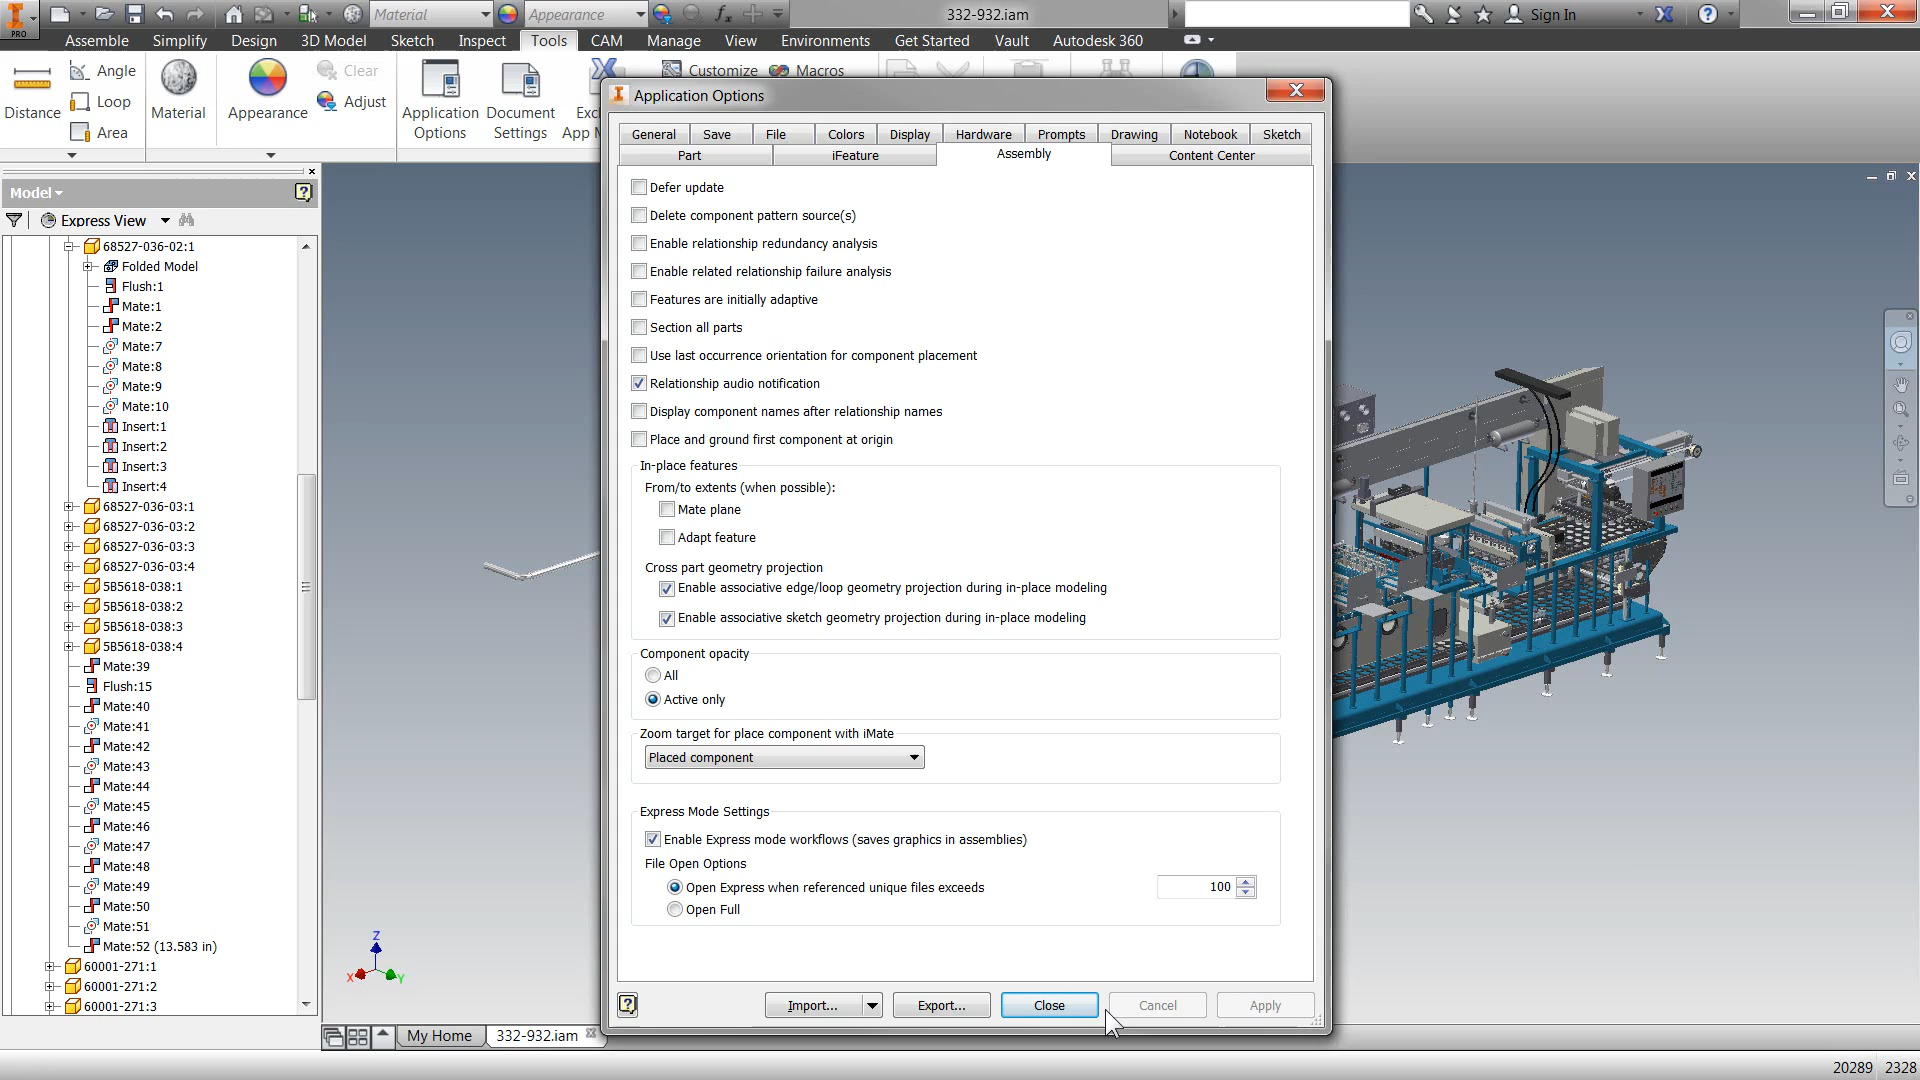 PRO
Material
Appearance
332-932.iam
Sign In
Assemble Simplify Design 3D Model Sketch Inspect Tools CAM Manage View Environments Get Started Vault Autodesk 360
Distance
Angle
Loop
Area
Material
Appearance
Clear
Adjust
Application
Options
Document
Settings
Customize
Macros
Application Options
General Save File Colors Display Hardware Prompts Drawing Notebook Sketch
Part iFeature Assembly Content Center
Model
Express View
68527-036-02:1
Folded Model
Flush:1
Mate:1
Mate:2
Mate:7
Mate:8
Mate:9
Mate:10
Insert:1
Insert:2
Insert:3
Insert:4
68527-036-03:1
68527-036-03:2
68527-036-03:3
68527-036-03:4
5B5618-038:1
5B5618-038:2
5B5618-038:3
5B5618-038:4
Mate:39
Flush:15
Mate:40
Mate:41
Mate:42
Mate:43
Mate:44
Mate:45
Mate:46
Mate:47
Mate:48
Mate:49
Mate:50
Mate:51
Mate:52 (13.583 in)
60001-271:1
60001-271:2
60001-271:3
Defer update
Delete component pattern source(s)
Enable relationship redundancy analysis
Enable related relationship failure analysis
Features are initially adaptive
Section all parts
Use last occurrence orientation for component placement
Relationship audio notification
Display component names after relationship names
Place and ground first component at origin
In-place features
From/to extents (when possible):
Mate plane
Adapt feature
Cross part geometry projection
Enable associative edge/loop geometry projection during in-place modeling
Enable associative sketch geometry projection during in-place modeling
Component opacity
All
Active only
Zoom target for place component with iMate
Placed component
Express Mode Settings
Enable Express mode workflows (saves graphics in assemblies)
File Open Options
Open Express when referenced unique files exceeds 100
Open Full
Import... Export... Close Cancel Apply
Z
X
Y
My Home 332-932.iam
20289 2328